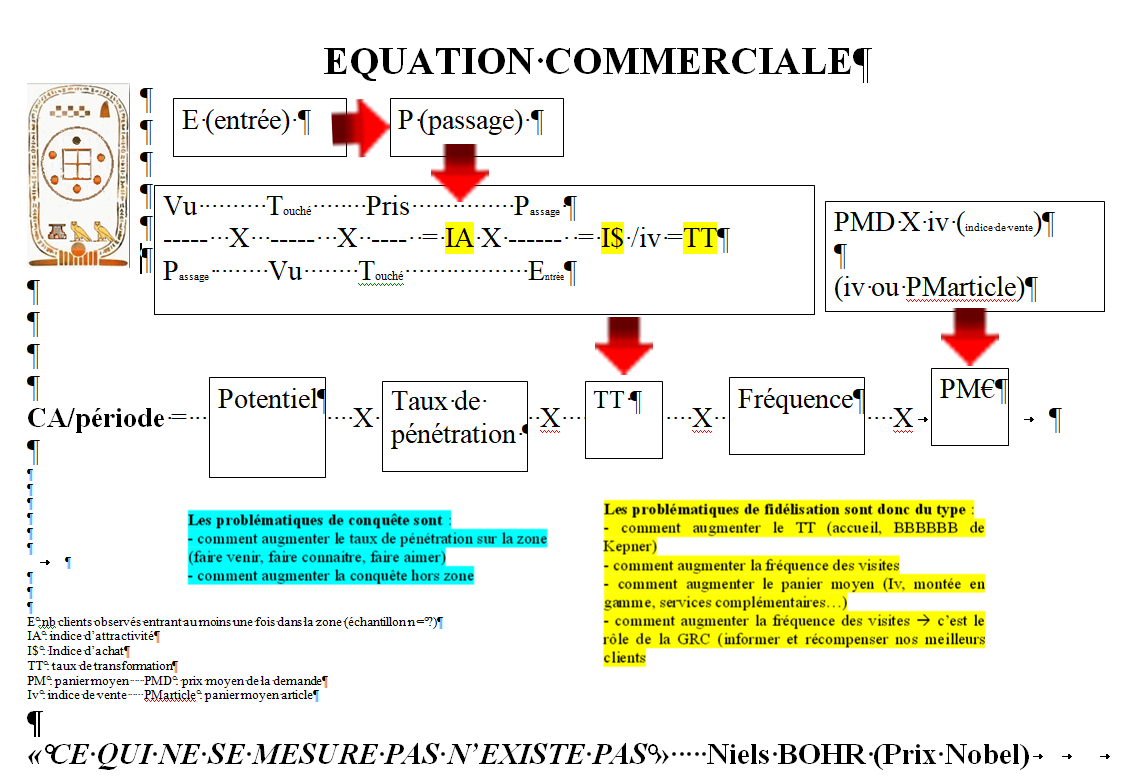 EQUATION COMMERCIALE
E (entrée)
P (passage)
Vu Touché Pris Passage
----- X ------ X ---- = IA X ------ = I$ /iv = TT
Passage Vu Touché Entrée
PMD X iv (indice de vente)
(iv ou PMarticle)
CA/période = Potentiel X Taux de pénétration X TT X Fréquence X PM€
Les problématiques de conquête sont :
- comment augmenter le taux de pénétration sur la zone
(faire venir, faire connaitre, faire aimer)
- comment augmenter la conquête hors zone
Les problématiques de fidélisation sont donc du type :
- comment augmenter le TT (accueil, BBBBBB de
Kepner)
- comment augmenter la fréquence des visites
- comment augmenter le panier moyen (Iv, montée en
gamme, services complémentaires…)
- comment augmenter la fréquence des visites → c'est le
rôle de la GRC (informer et récompenser nos meilleurs
clients
E : nb clients observés entrant au moins une fois dans la zone (échantillon n = ?)
IA : indice d'attractivité
I$ : Indice d'achat
TT : taux de transformation
PM : panier moyen PMD : prix moyen de la demande
Iv : indice de vente PMarticle : panier moyen article
« CE QUI NE SE MESURE PAS N'EXISTE PAS » Niels BOHR (Prix Nobel)